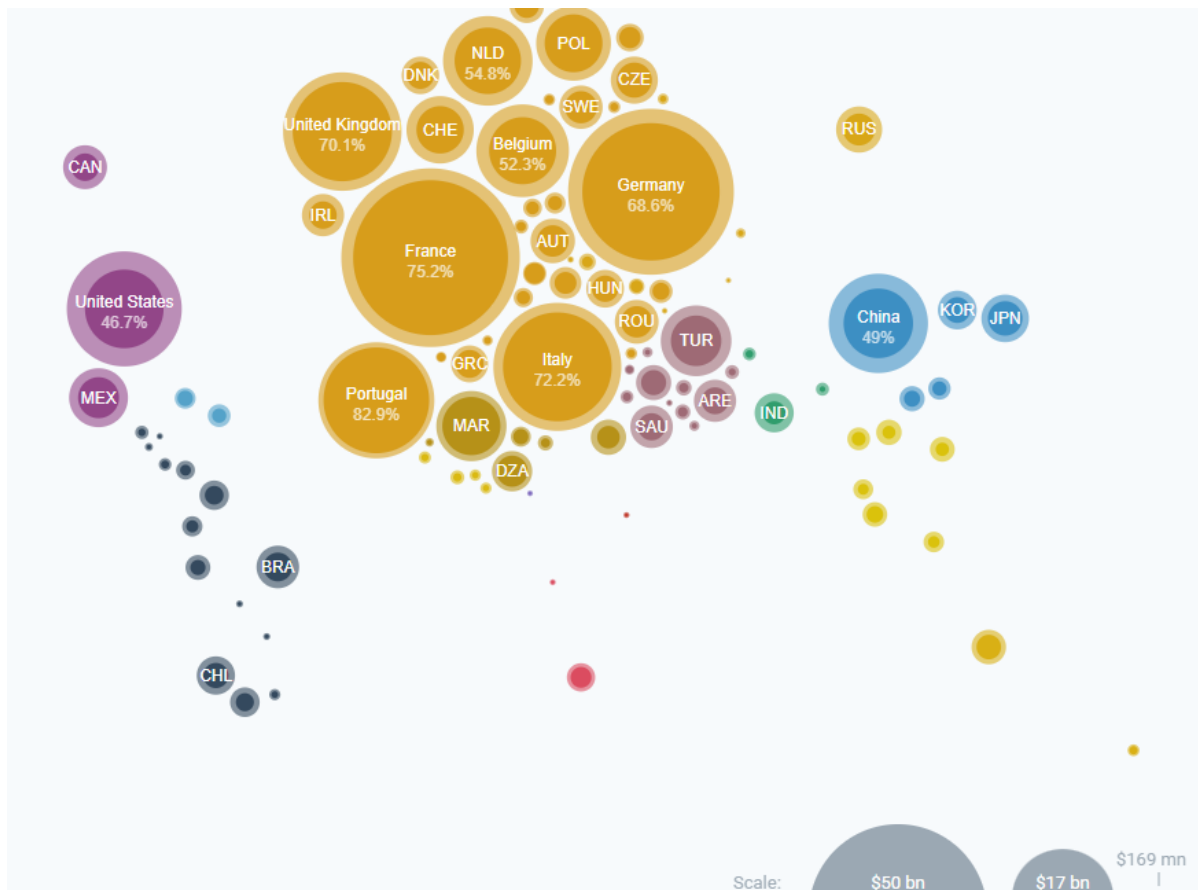 POL
NLD
54.8%
DNK
CZE
SWE
United Kingdom
70.1%
CHE
Belgium
52.3%
RUS
CAN
Germany
68.6%
IRL
AUT
France
75.2%
HUN
United States
46.7%
China
49%
KOR
JPN
ROU
TUR
GRC
Italy
72.2%
Portugal
82.9%
MEX
ARE
IND
MAR
SAU
DZA
BRA
CHL
$169 mn
Scale:
$50 bn
$17 bn